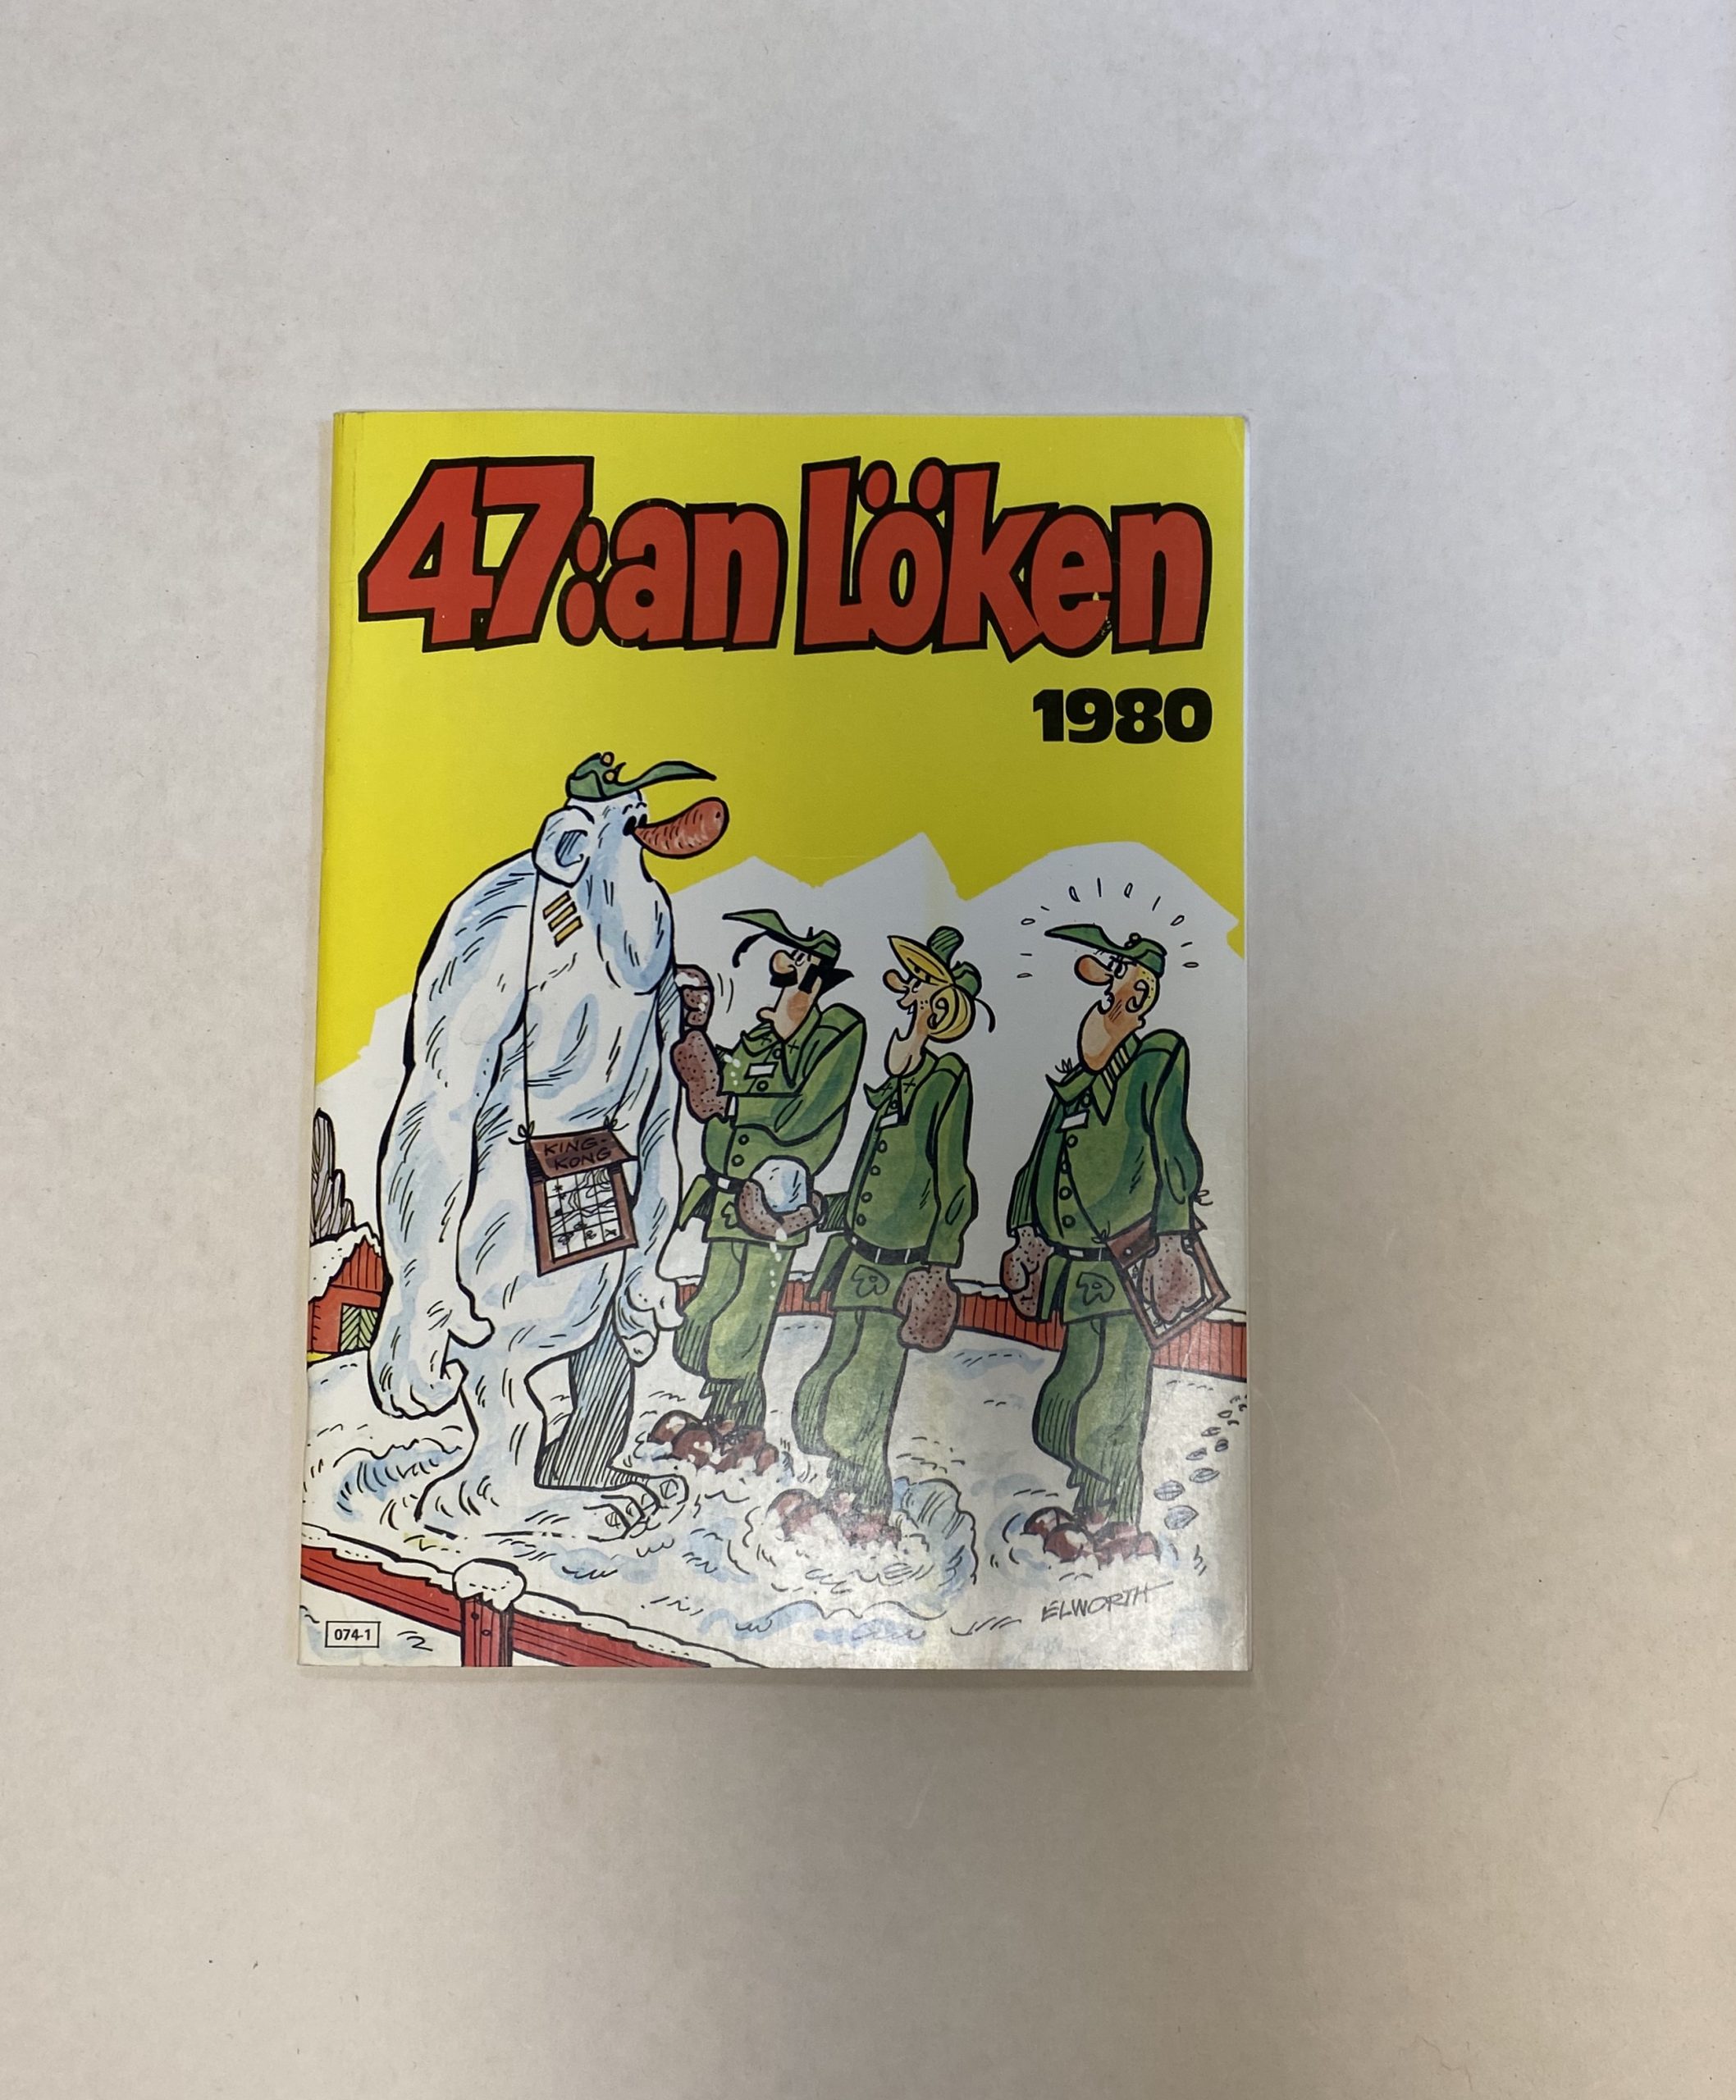 47:an Löken
1980
KING-
KONG
ELWORTH
074-1